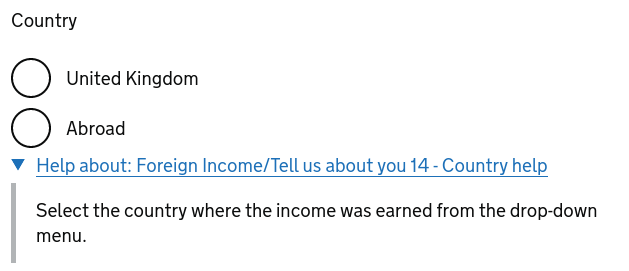 Country
United Kingdom
Abroad
Help about: Foreign Income/Tell us about you 14 - Country help
Select the country where the income was earned from the drop-down
menu.